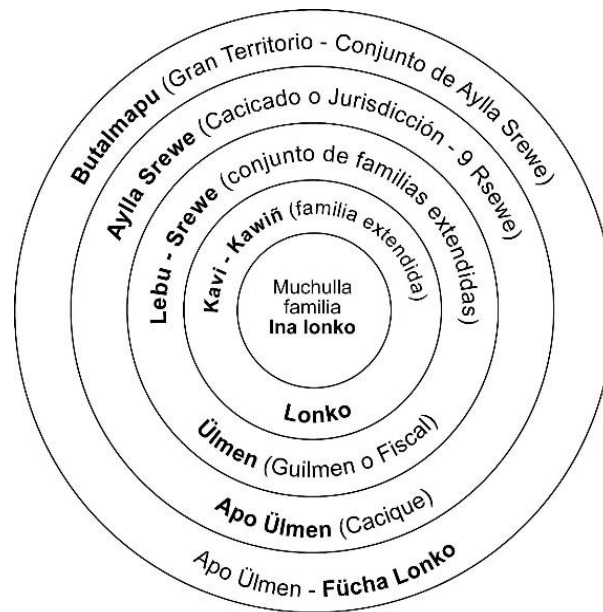 Butalmapu (Gran Territorio - Conjunto de Aylla Srewe)
Aylla Srewe (Cacicado o Jurisdicción - 9 Rsewe)
Lebu - Srewe (conjunto de familias extendidas)
Kavi - Kawiñ (familia extendida)
Muchulla
familia
Ina lonko
Lonko
Ülmen (Guilmen o Fiscal)
Apo Ülmen (Cacique)
Apo Ülmen - Fücha Lonko